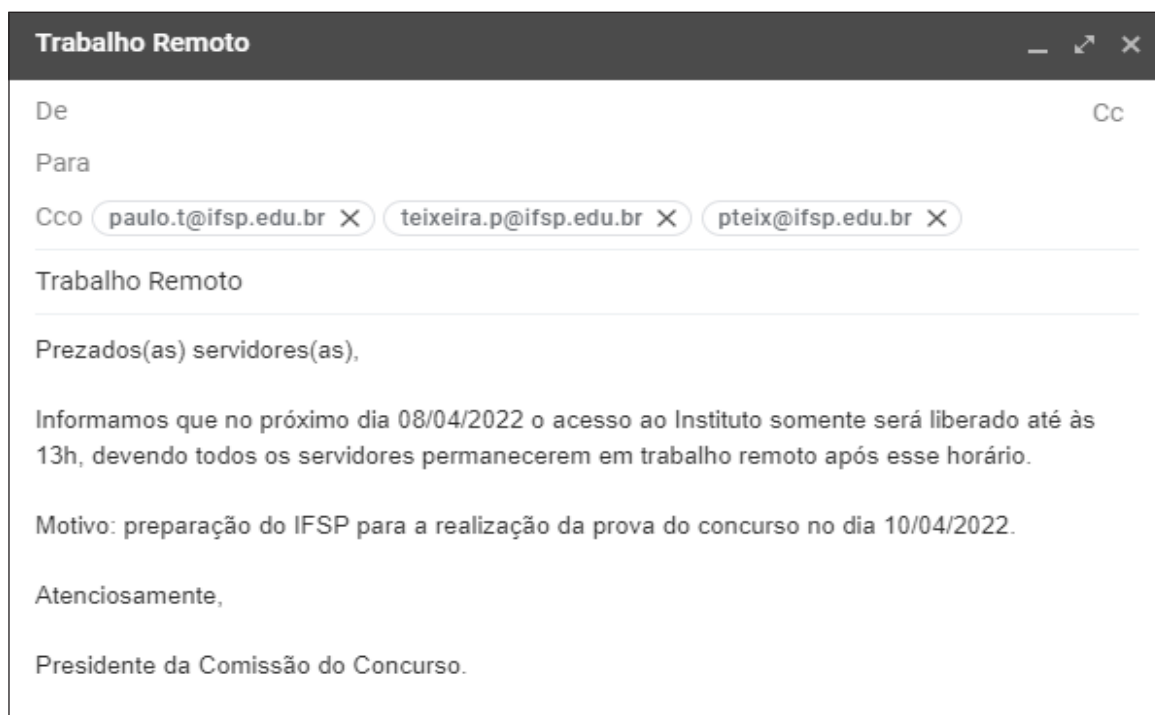 Trabalho Remoto
De Cc
Para
Cco paulo.t@ifsp.edu.br teixeira.p@ifsp.edu.br pteix@ifsp.edu.br
Trabalho Remoto
Prezados(as) servidores(as),
Informamos que no próximo dia 08/04/2022 o acesso ao Instituto somente será liberado até às
13h, devendo todos os servidores permanecerem em trabalho remoto após esse horário.
Motivo: preparação do IFSP para a realização da prova do concurso no dia 10/04/2022.
Atenciosamente,
Presidente da Comissão do Concurso.